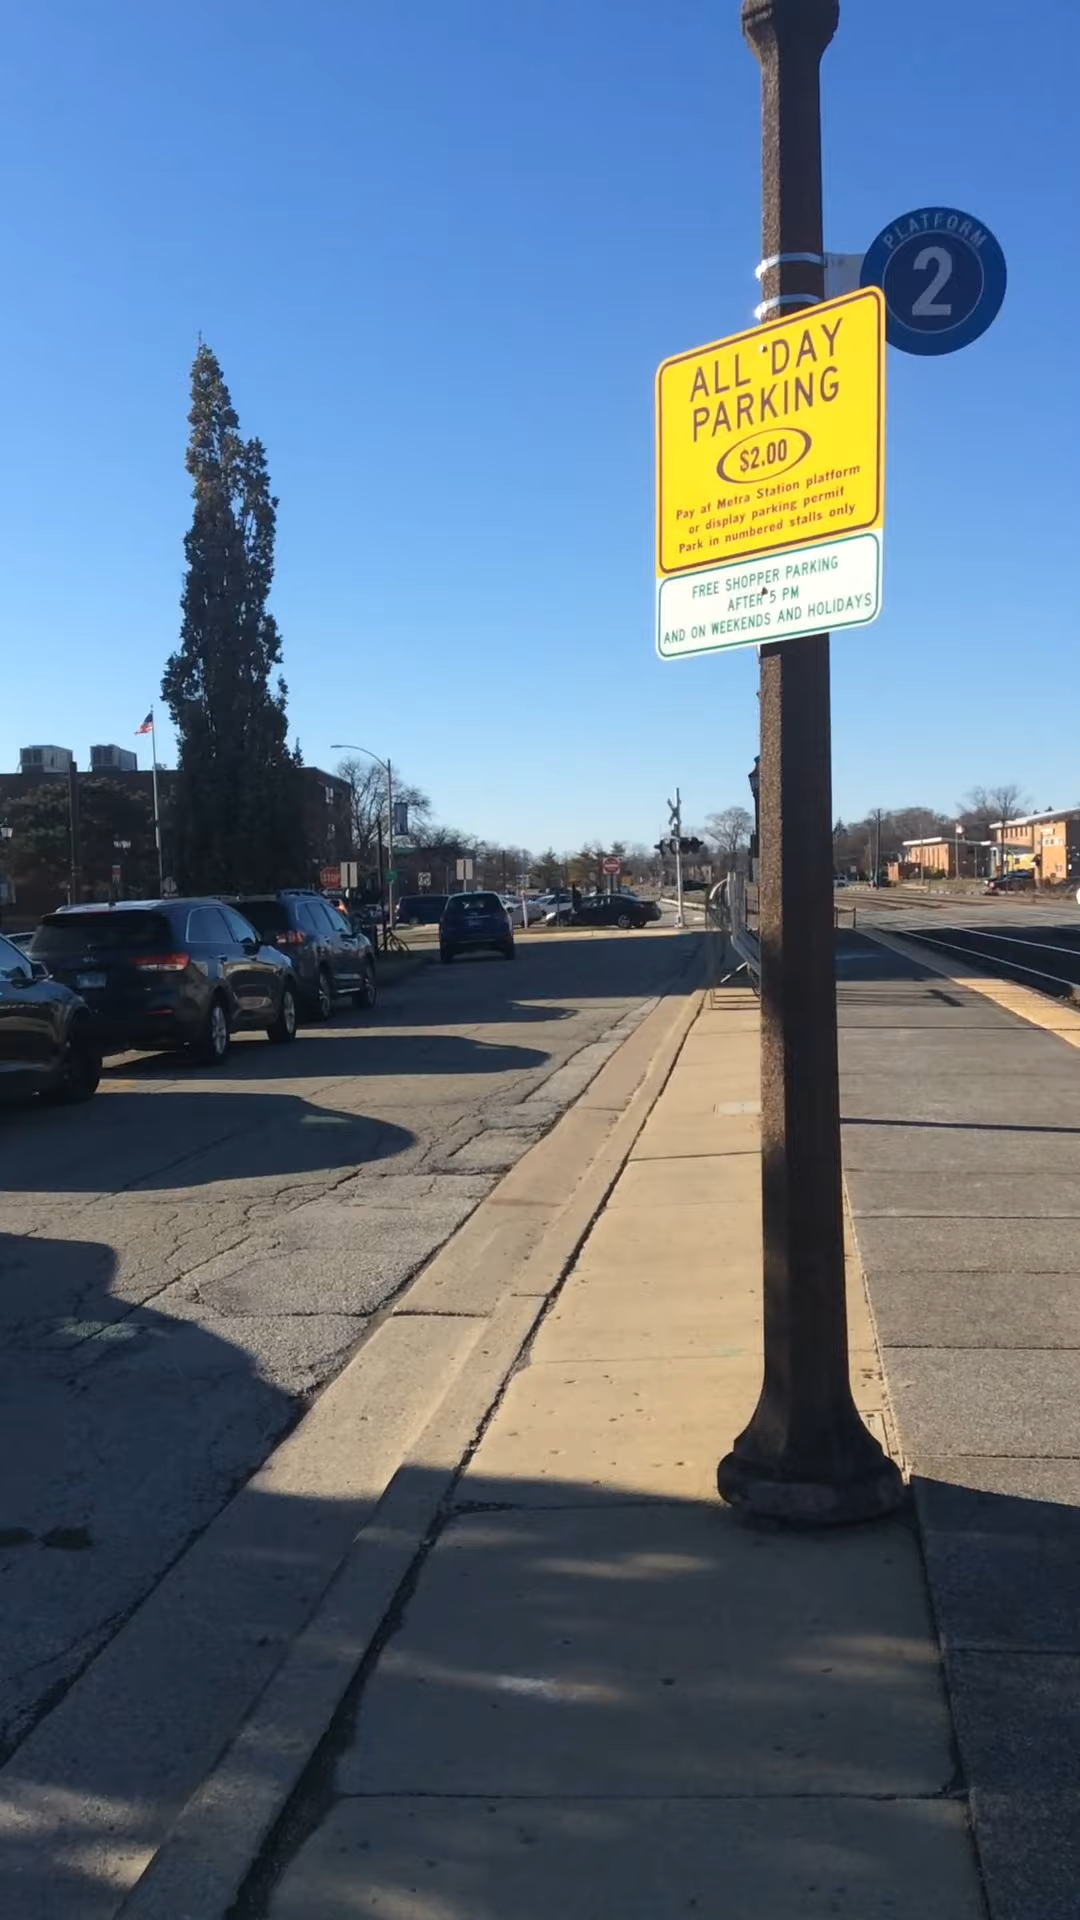 PLATFORM
2
ALL DAY
PARKING
$2.00
Pay at Metra Station platform
or display parking permit
Park in numbered stalls only
FREE SHOPPER PARKING
AFTER 5 PM
AND ON WEEKENDS AND HOLIDAYS
STOP